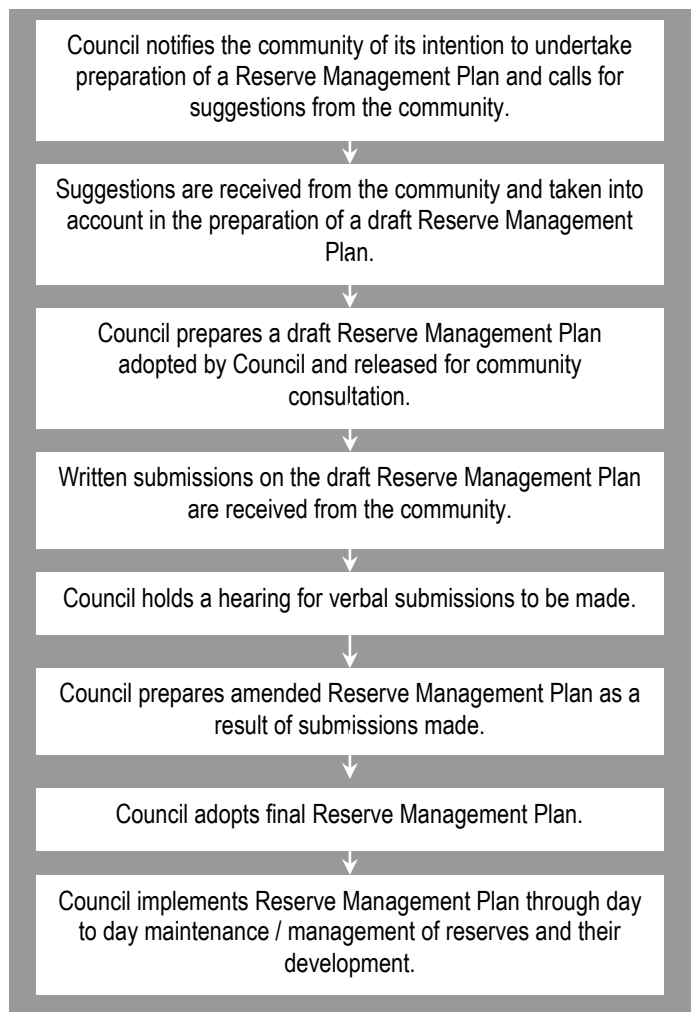 Council notifies the community of its intention to undertake
preparation of a Reserve Management Plan and calls for
suggestions from the community.
Suggestions are received from the community and taken into
account in the preparation of a draft Reserve Management
Plan.
Council prepares a draft Reserve Management Plan
adopted by Council and released for community
consultation.
Written submissions on the draft Reserve Management Plan
are received from the community.
Council holds a hearing for verbal submissions to be made.
Council prepares amended Reserve Management Plan as a
result of submissions made.
Council adopts final Reserve Management Plan.
Council implements Reserve Management Plan through day
to day maintenance / management of reserves and their
development.